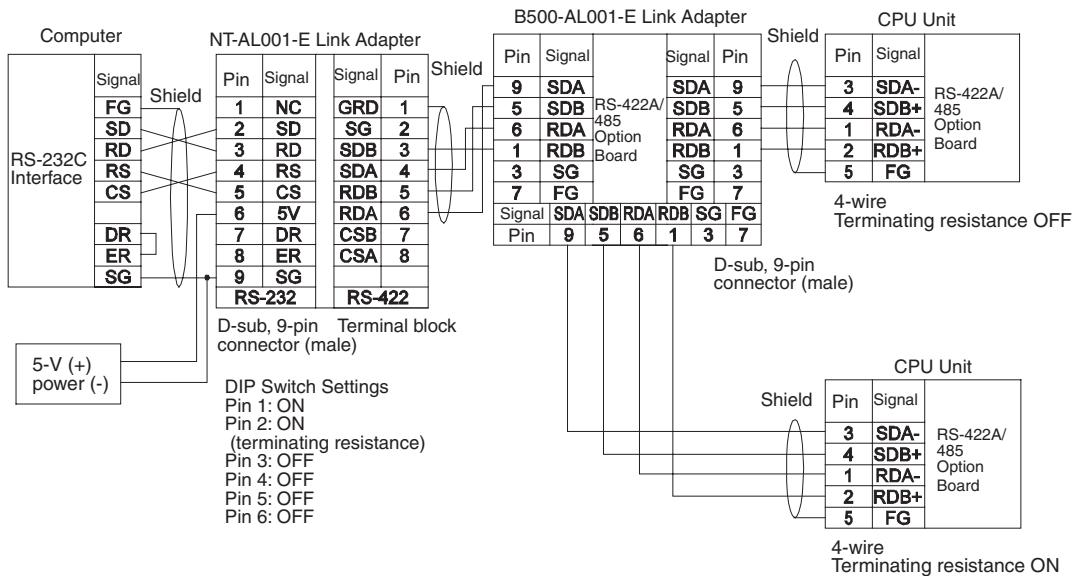 Computer
Signal
FG
SD
RD
RS
CS
DR
ER
SG
RS-232C
Interface
Shield
NT-AL001-E Link Adapter
Pin Signal
1 NC
2 SD
3 RD
4 RS
5 CS
6 5V
7 DR
8 ER
9 SG
RS-232
Signal Pin
GRD 1
SG 2
SDB 3
SDA 4
RDB 5
RDA 6
CSB 7
CSA 8
RS-422
D-sub, 9-pin
connector (male)
Terminal block
5-V (+)
power (-)
DIP Switch Settings
Pin 1: ON
Pin 2: ON
(terminating resistance)
Pin 3: OFF
Pin 4: OFF
Pin 5: OFF
Pin 6: OFF
Shield
B500-AL001-E Link Adapter
Pin Signal
9 SDA
5 SDB
6 RDA
1 RDB
3 SG
7 FG
RS-422A/
485
Option
Board
Signal Pin
SDA 9
SDB 5
RDA 6
RDB 1
SG 3
FG 7
Signal SDA SDB RDA RDB SG FG
Pin 9 5 6 1 3 7
D-sub, 9-pin
connector (male)
Shield
CPU Unit
Pin Signal
3 SDA-
4 SDB+
1 RDA-
2 RDB+
5 FG
RS-422A/
485
Option
Board
4-wire
Terminating resistance OFF
CPU Unit
Shield
Pin Signal
3 SDA-
4 SDB+
1 RDA-
2 RDB+
5 FG
RS-422A/
485
Option
Board
4-wire
Terminating resistance ON